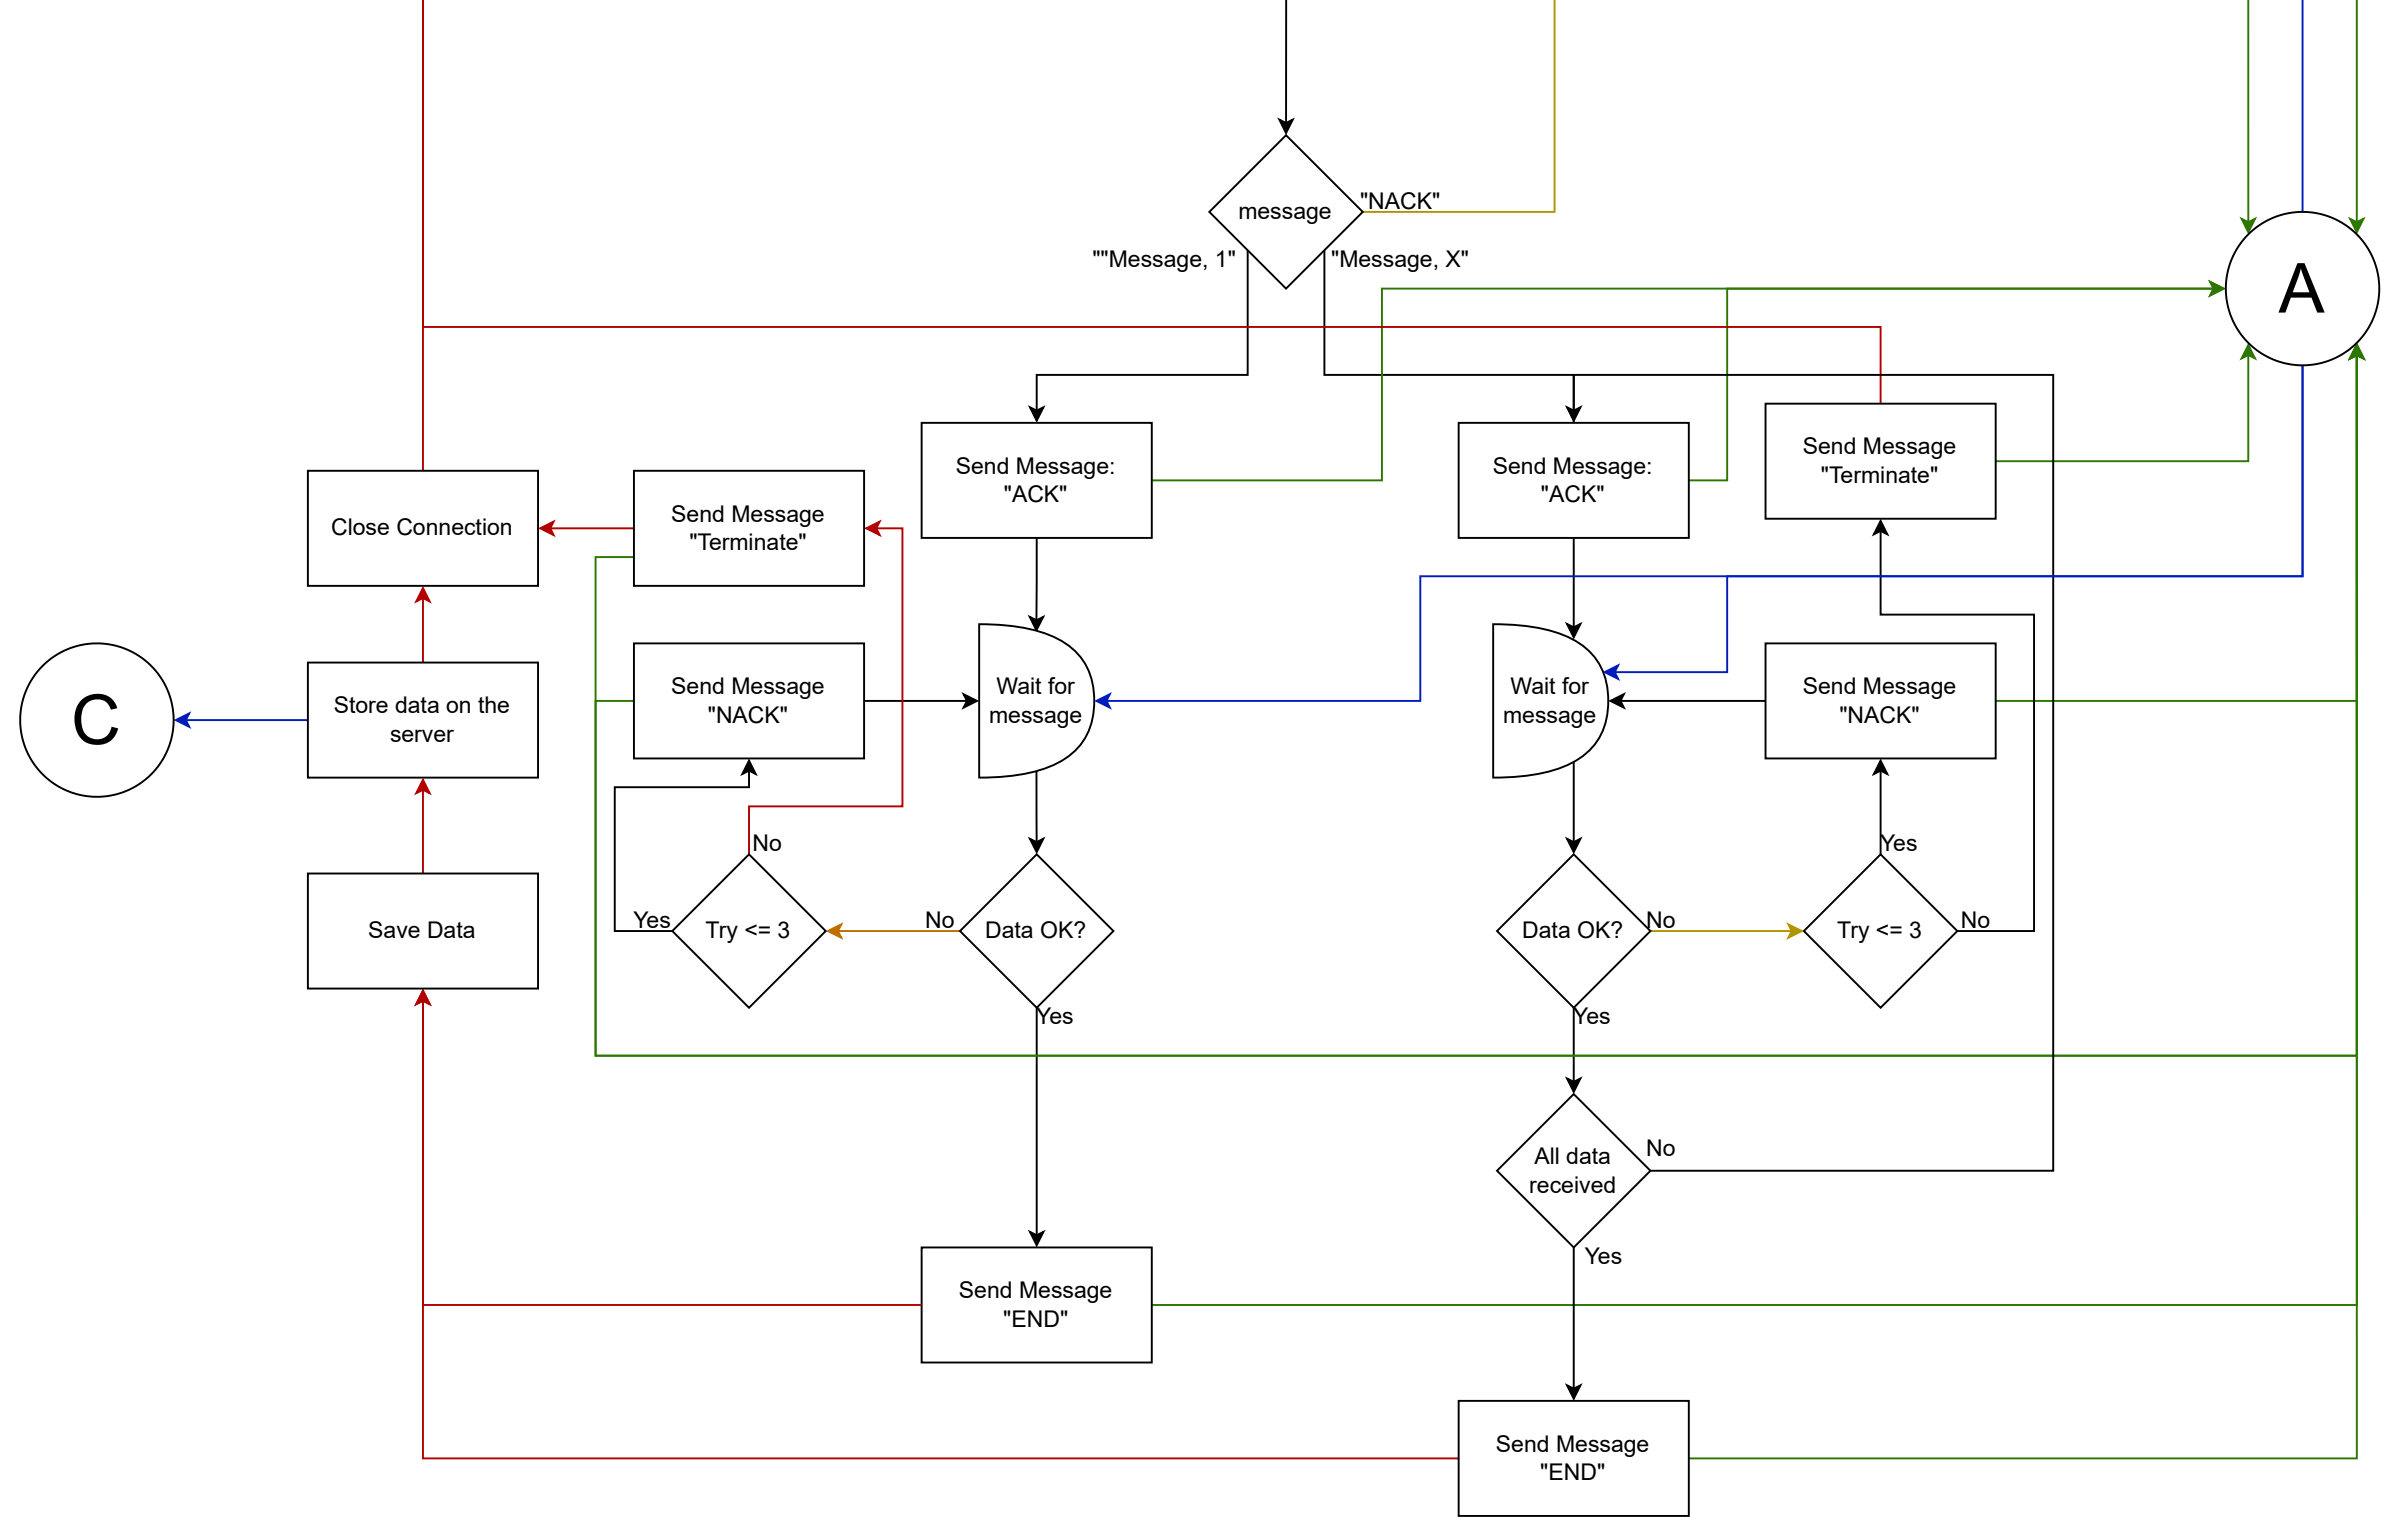 "NACK"
message
""Message, 1"
"Message, X"
A
Send Message:
"ACK"
Send Message:
"ACK"
Send Message
"Terminate"
Close Connection
Send Message
"Terminate"
C
Store data on the
server
Send Message
"NACK"
Wait for
message
Wait for
message
Send Message
"NACK"
No
Yes
Save Data
Yes
Try <= 3
No
Data OK?
Data OK?
No
Try <= 3
No
Yes
Yes
All data
received
No
Yes
Send Message
"END"
Send Message
"END"